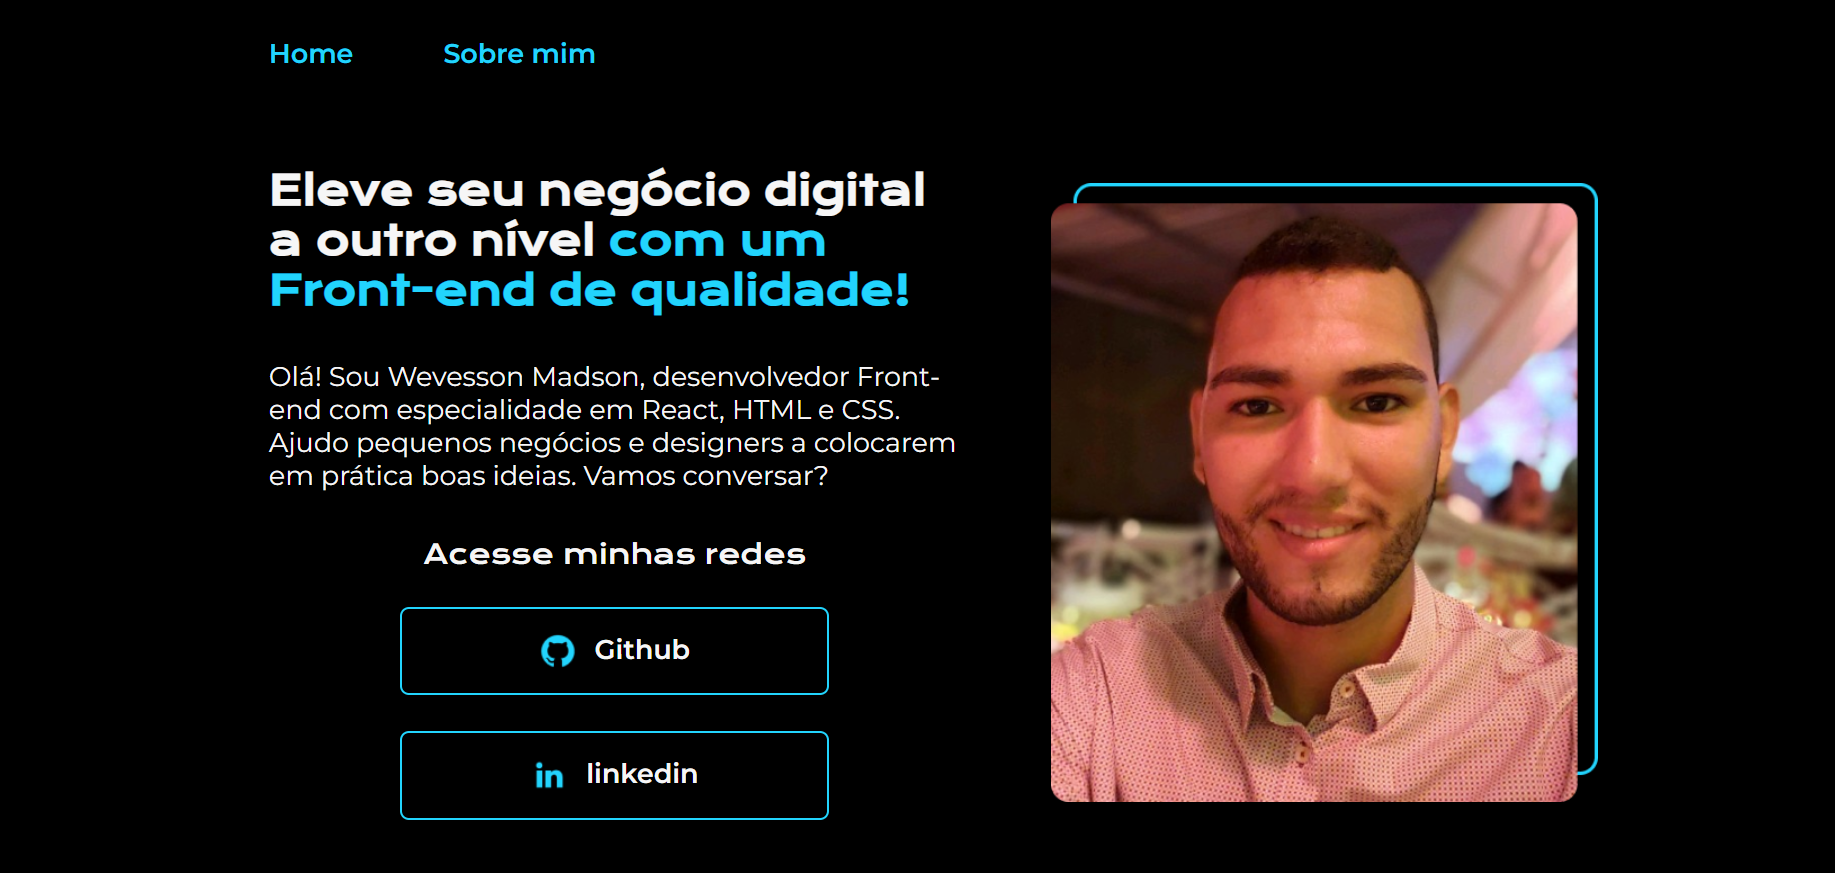 Home Sobre mim
Eleve seu negócio digital
a outro nível com um
Front-end de qualidade!
Olá! Sou Wevesson Madson, desenvolvedor Front-
end com especialidade em React, HTML e CSS.
Ajudo pequenos negócios e designers a colocarem
em prática boas ideias. Vamos conversar?
Acesse minhas redes
Github
in linkedin